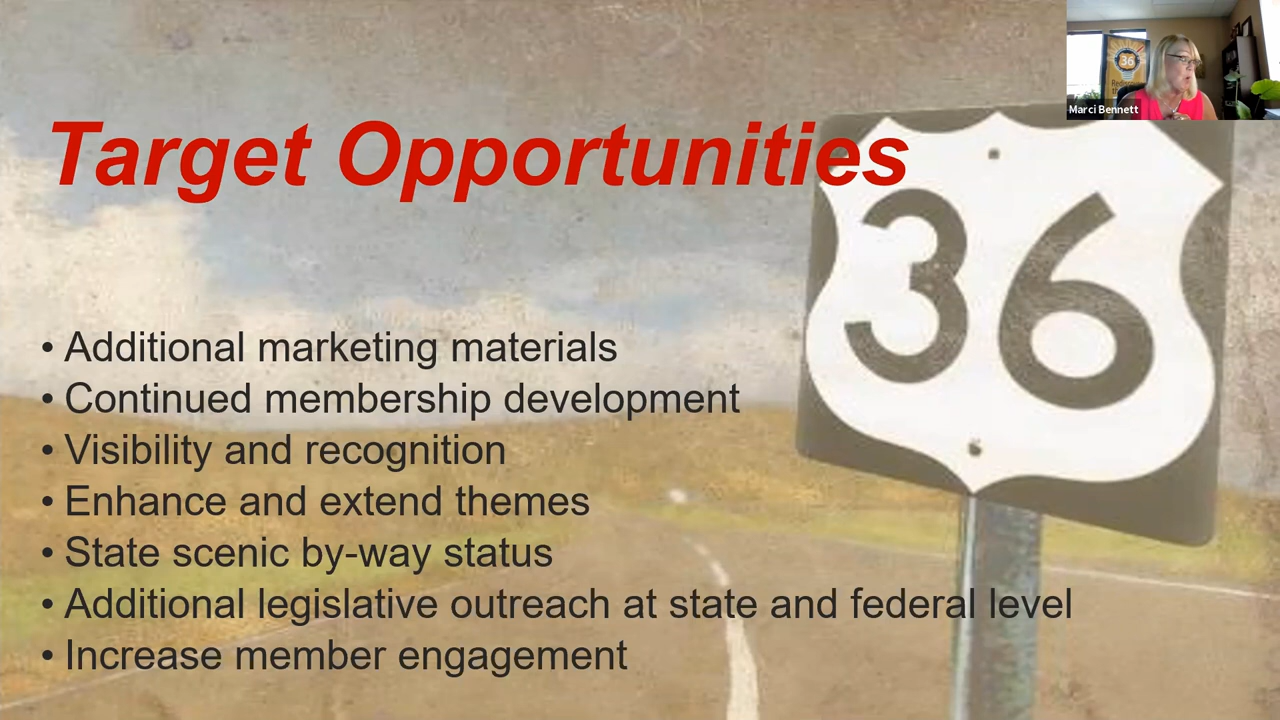 Target Opportunities
36
Marci Bennett
36
• Additional marketing materials
• Continued membership development
• Visibility and recognition
• Enhance and extend themes
• State scenic by-way status
• Additional legislative outreach at state and federal level
• Increase member engagement